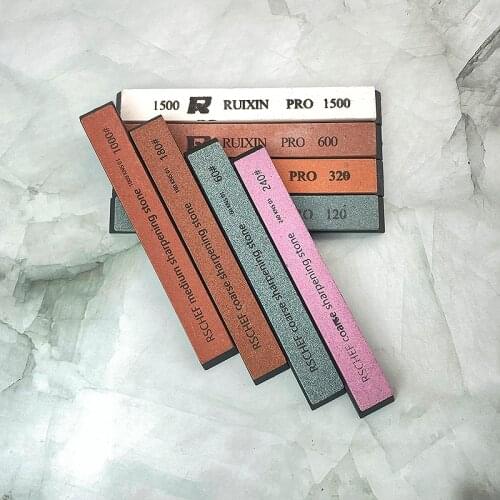 1500 R RUIXIN PRO 1500
RUIXIN PRO 600
PRO 320
120
1000#
RSCHEF medium sharpening stone
180#
RSCHEF coarse sharpening stone
60#
RSCHEF coarse sharpening stone
240#
RSCHEF coarse sharpening stone